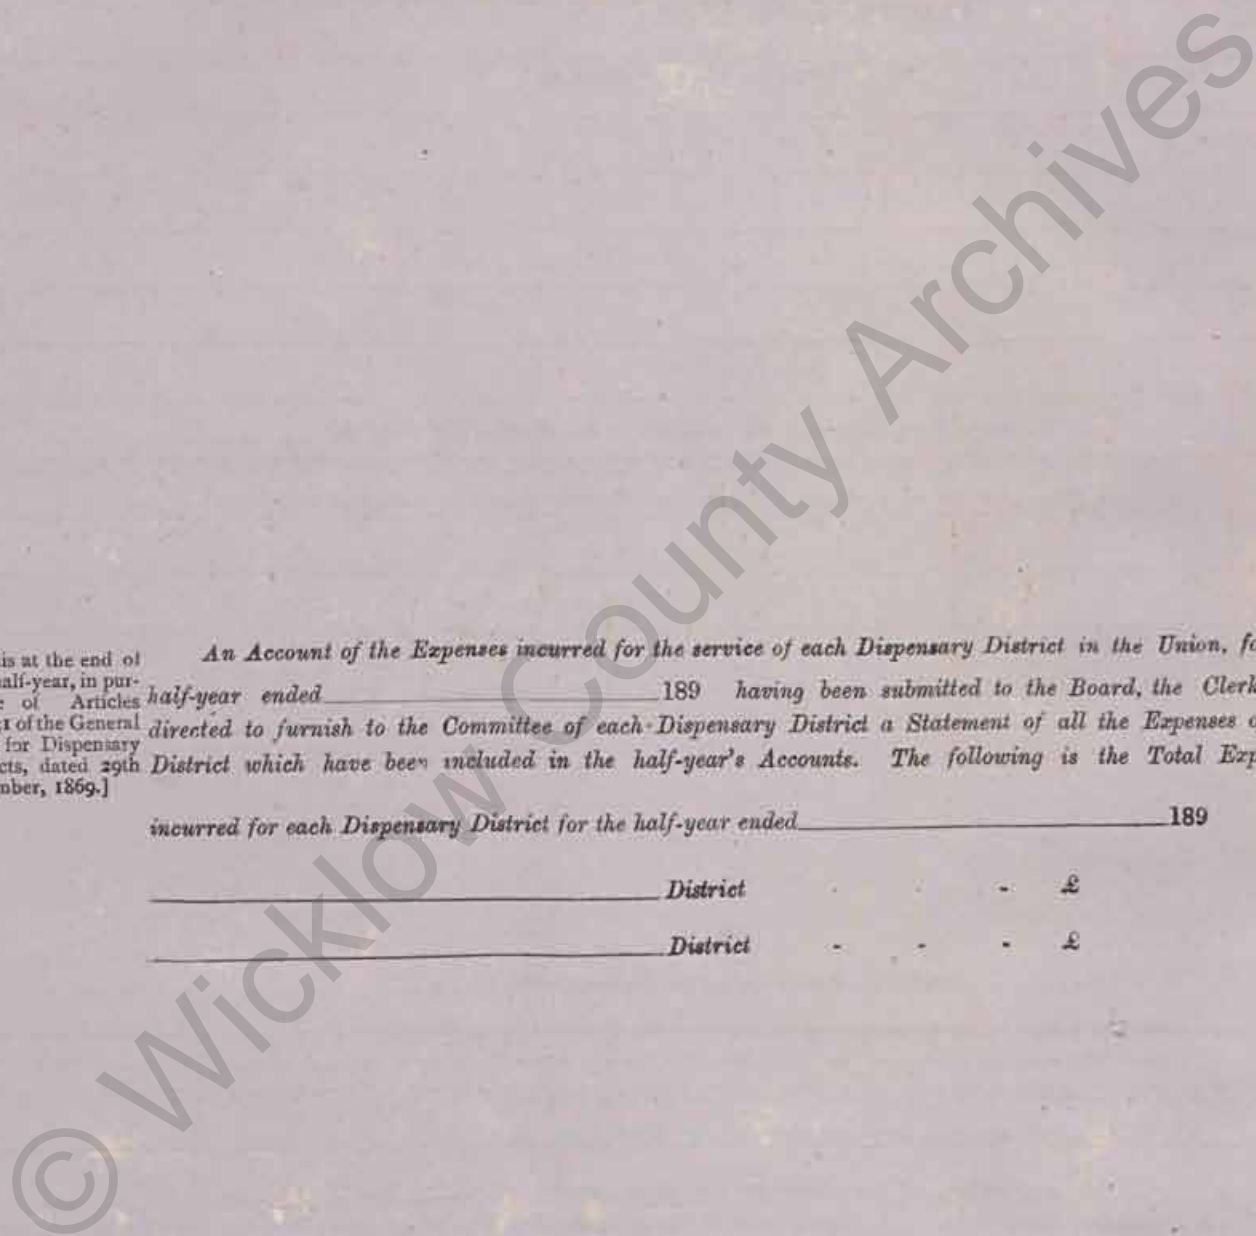 is at the end of
alf-year, in pur-
of Articles
of the General
for Dispensary
cts, dated 29th
nber, 1869.]
An Account of the Expenses incurred for the service of each Dispensary District in the Union, fo
half-year ended 189 having been submitted to the Board, the Clerk
directed to furnish to the Committee of each Dispensary District a Statement of all the Expenses o
District which have been included in the half-year's Accounts. The following is the Total Exp
incurred for each Dispensary District for the half-year ended 189
District - - - £
District - - - £
© Wicklow County Archives